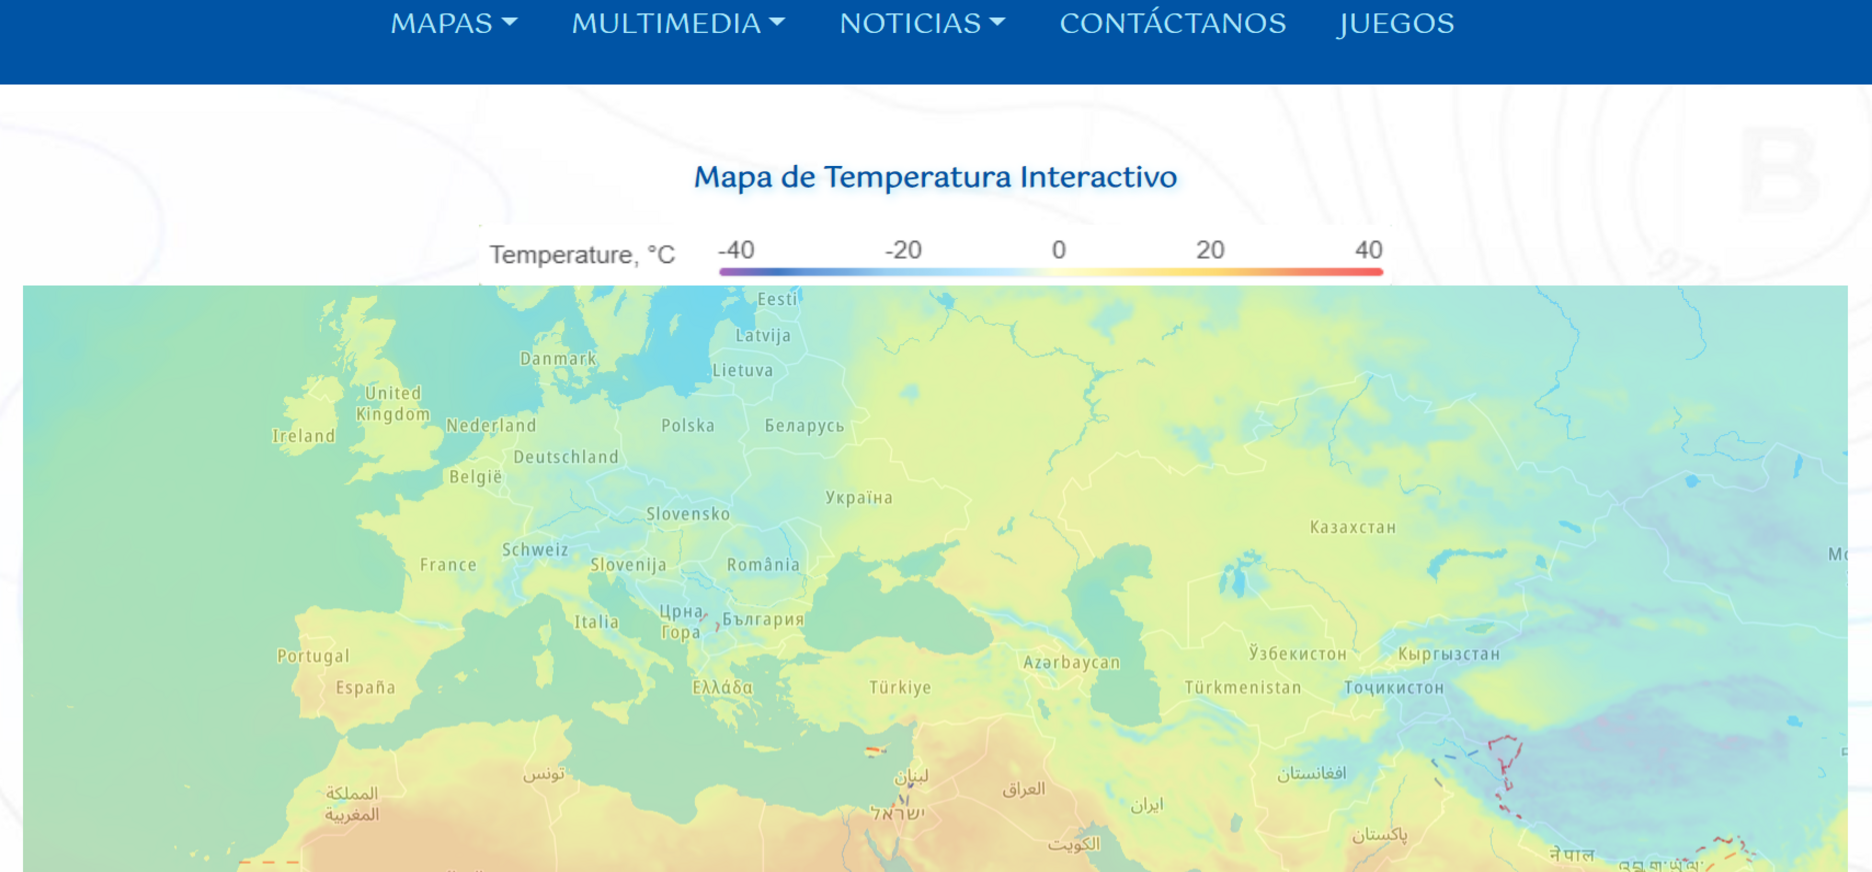 MAPAS MULTIMEDIA NOTICIAS CONTÁCTANOS JUEGOS
B
Mapa de Temperatura Interactivo
Temperature, °C -40 -20 0 20 40
977
Eesti
Latvija
Danmark
Lietuva
United
Kingdom
Nederland
Polska
Беларусь
Ireland
Deutschland
België
Україна
Slovensko
Казахстан
Schweiz
France
Slovenija
România
Црна
Гора
България
Italia
Portugal
Ўзбекистон
Кыргызстан
Azərbaycan
España
Ελλάδα
Türkiye
Türkmenistan
Тоҷикистон
تونس
لبنان
افغانستان
المملكة
المغربية
العراق
ایران
ישראל
پاکستان
الكويت
नेपाल